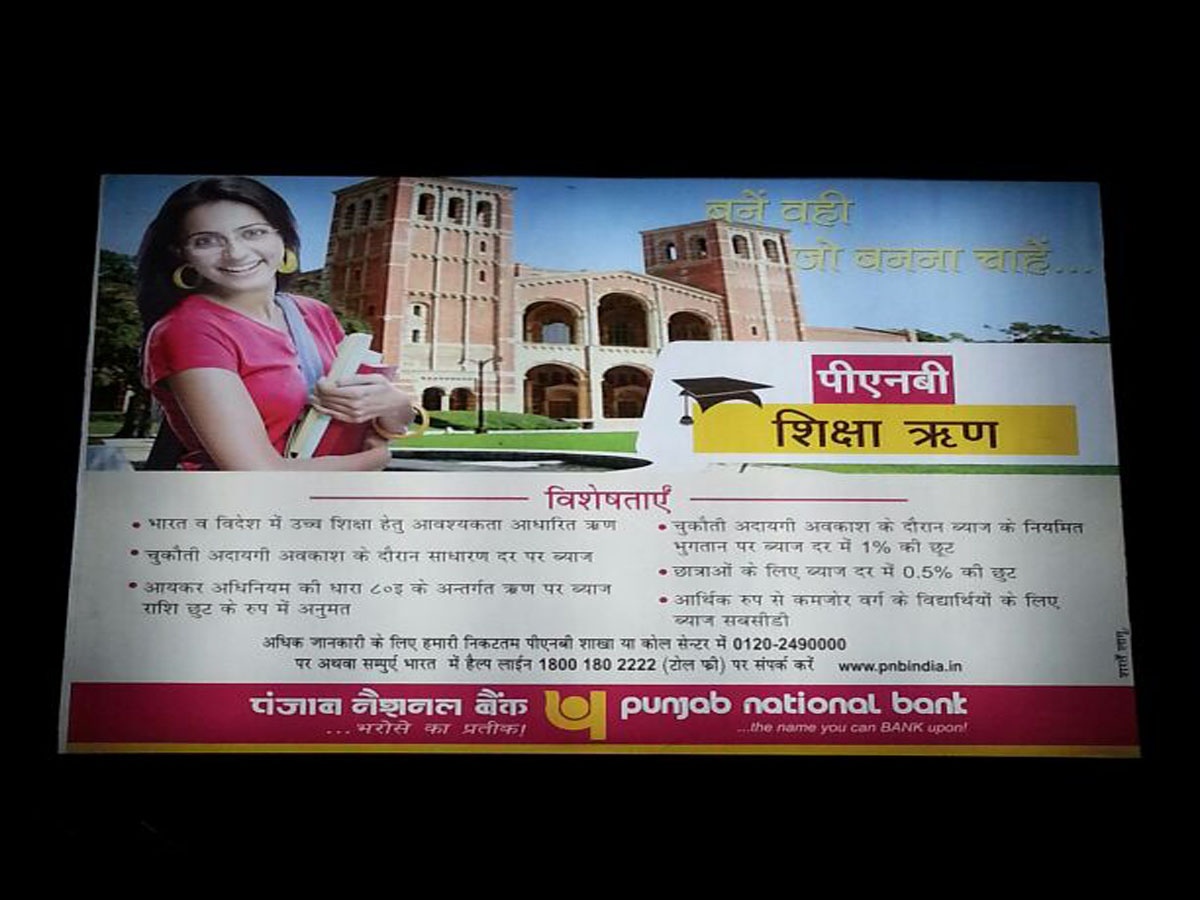 बनें वही
जो बनना चाहें...
पीएनबी
शिक्षा ऋण
विशेषताएँ
• भारत व विदेश में उच्च शिक्षा हेतु आवश्यकता आधारित ऋण
• चुकौती अदायगी अवकाश के दौरान साधारण दर पर ब्याज
• आयकर अधिनियम की धारा ८०इ के अन्तर्गत ऋण पर ब्याज
राशि छुट के रुप में अनुमत
• चुकौती अदायगी अवकाश के दौरान ब्याज के नियमित
भुगतान पर ब्याज दर में 1% की छूट
• छात्राओं के लिए ब्याज दर में 0.5% की छुट
• आर्थिक रुप से कमजोर वर्ग के विद्यार्थियों के लिए
ब्याज सबसीडी
अधिक जानकारी के लिए हमारी निकटतम पीएनबी शाखा या कोल सेन्टर में 0120-2490000
पर अथवा सम्पुर्ए भारत में हैल्प लाईन 1800 180 2222 (टोल फ्री) पर संपर्क करें www.pnbindia.in
शर्तें लागू
पंजाब नैशनल बैंक
...भरोसे का प्रतीक!
punjab national bank
...the name you can BANK upon!